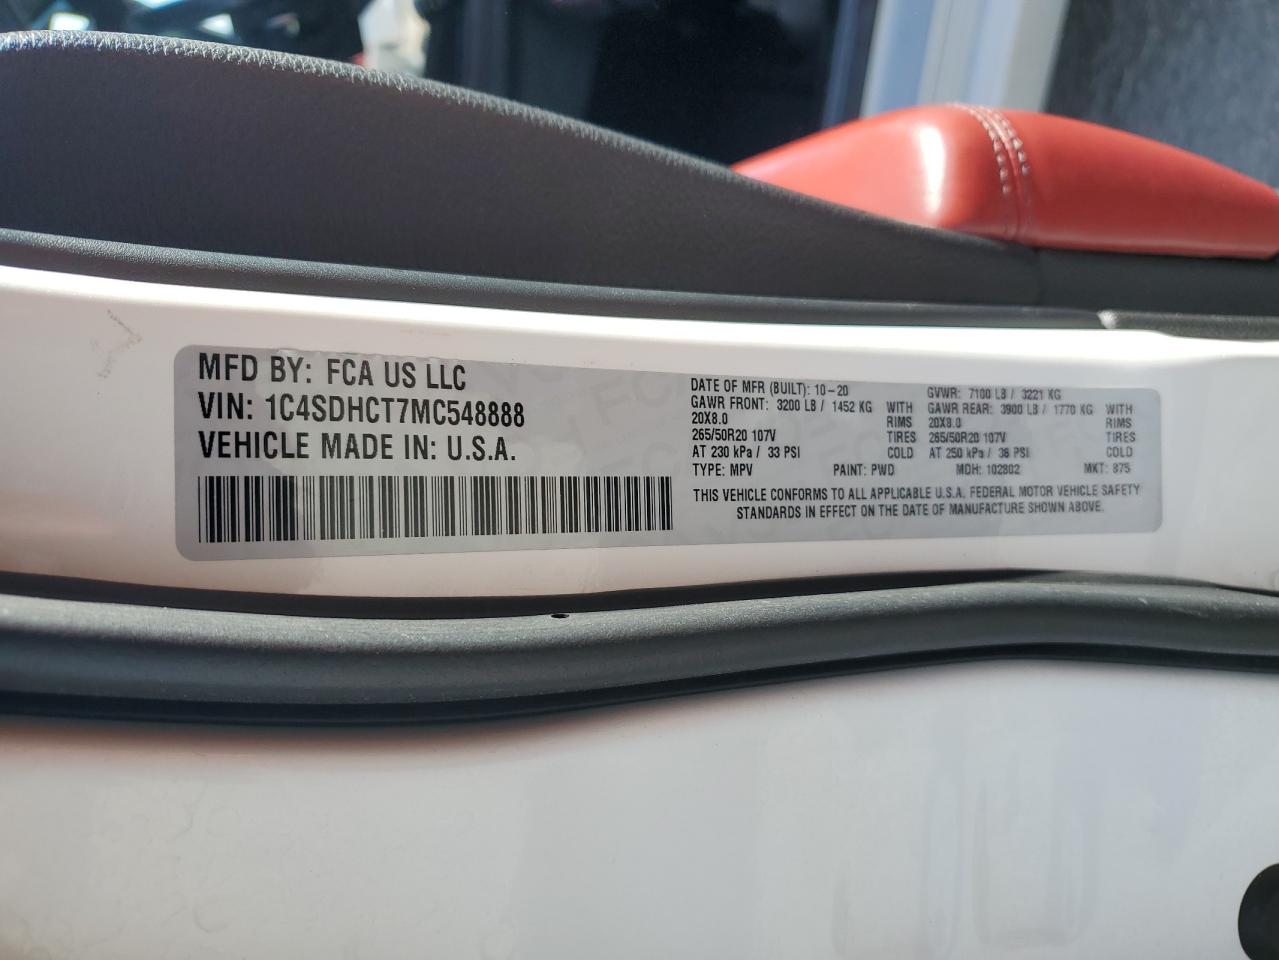 MFD BY: FCA US LLC
VIN: 1C4SDHCT7MC548888
VEHICLE MADE IN: U.S.A.
DATE OF MFR (BUILT): 10-20 GVWR: 7100 LB / 3221 KG
GAWR FRONT: 3200 LB / 1452 KG WITH GAWR REAR: 3900 LB / 1770 KG WITH
20X8.0 RIMS 20X8.0 RIMS
265/50R20 107V TIRES 265/50R20 107V TIRES
AT 230 kPa / 33 PSI COLD AT 250 kPa / 36 PSI COLD
TYPE: MPV PAINT: PWD MDH: 102802 MKT: 875
THIS VEHICLE CONFORMS TO ALL APPLICABLE U.S.A. FEDERAL MOTOR VEHICLE SAFETY
STANDARDS IN EFFECT ON THE DATE OF MANUFACTURE SHOWN ABOVE.